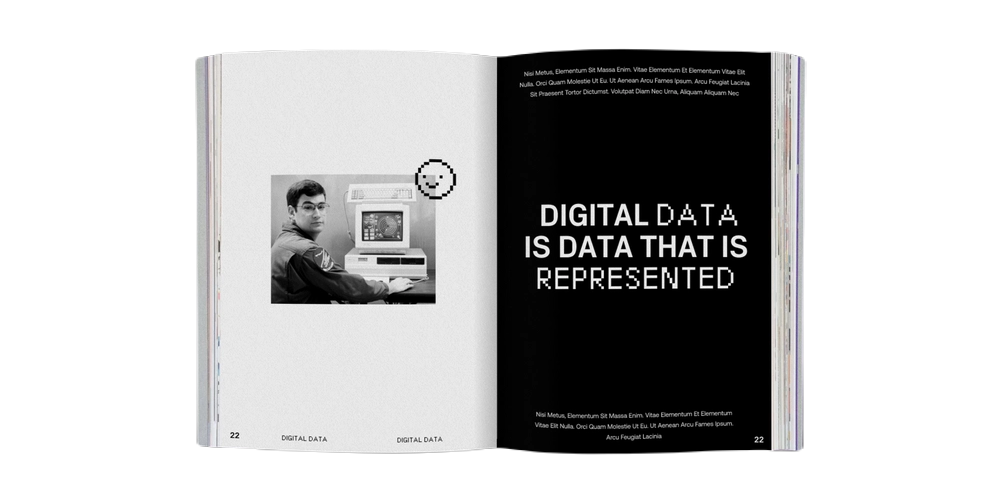 22
DIGITAL DATA
DIGITAL DATA
Nisi Metus, Elementum Sit Massa Enim. Vitae Elementum Et Elementum Vitae Elit
Nulla. Orci Quam Molestie Ut Eu. Ut Aenean Arcu Fames Ipsum. Arcu Feugiat Lacinia
Sit Praesent Tortor Dictumst. Volutpat Diam Nec Urna, Aliquam Aliquam Nec
DIGITAL DATA
IS DATA THAT IS
REPRESENTED
Nisi Metus, Elementum Sit Massa Enim. Vitae Elementum Et Elementum
Vitae Elit Nulla. Orci Quam Molestie Ut Eu. Ut Aenean Arcu Fames Ipsum.
Arcu Feugiat Lacinia
22